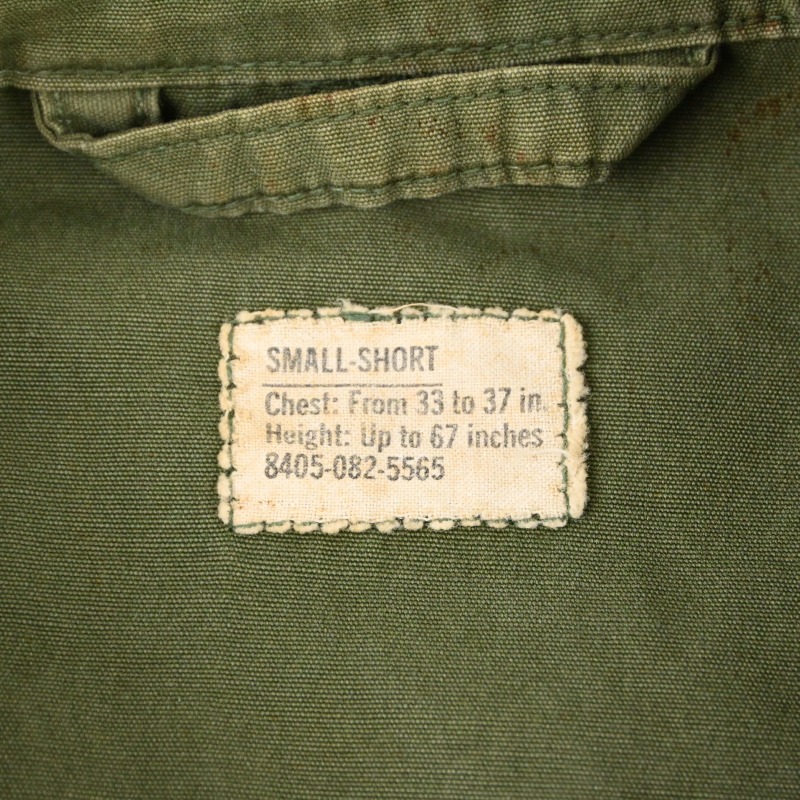 SMALL-SHORT
Chest: From 33 to 37 in.
Height: Up to 67 inches
8405-082-5565